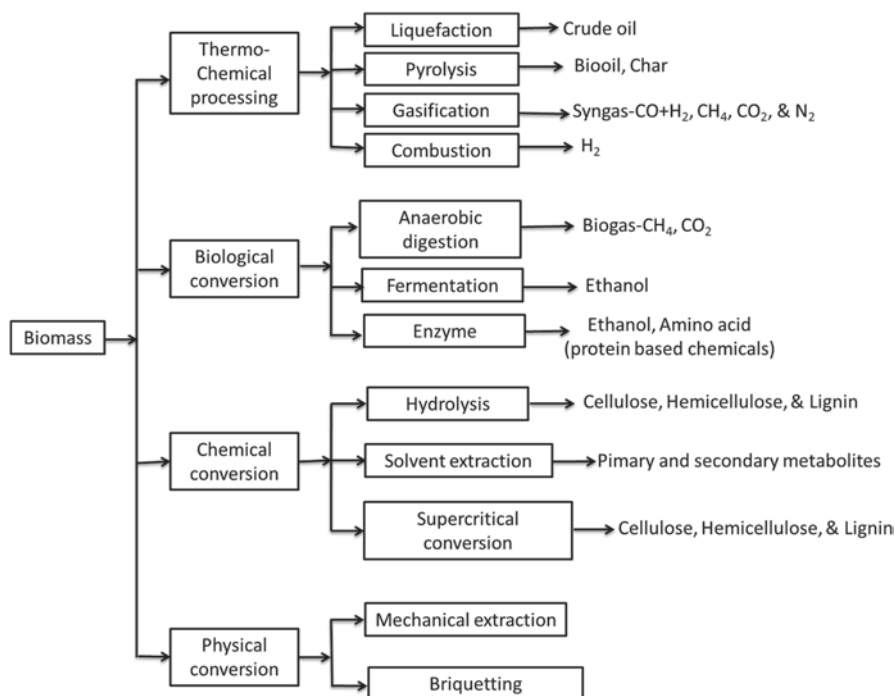 Biomass
Thermo-
Chemical
processing
Liquefaction
Crude oil
Pyrolysis
Biooil, Char
Gasification
Syngas-CO+H₂, CH₄, CO₂, & N₂
Combustion
H₂
Biological
conversion
Anaerobic
digestion
Biogas-CH₄, CO₂
Fermentation
Ethanol
Enzyme
Ethanol, Amino acid
(protein based chemicals)
Chemical
conversion
Hydrolysis
Cellulose, Hemicellulose, & Lignin
Solvent extraction
Pimary and secondary metabolites
Supercritical
conversion
Cellulose, Hemicellulose, & Lignin
Physical
conversion
Mechanical extraction
Briquetting